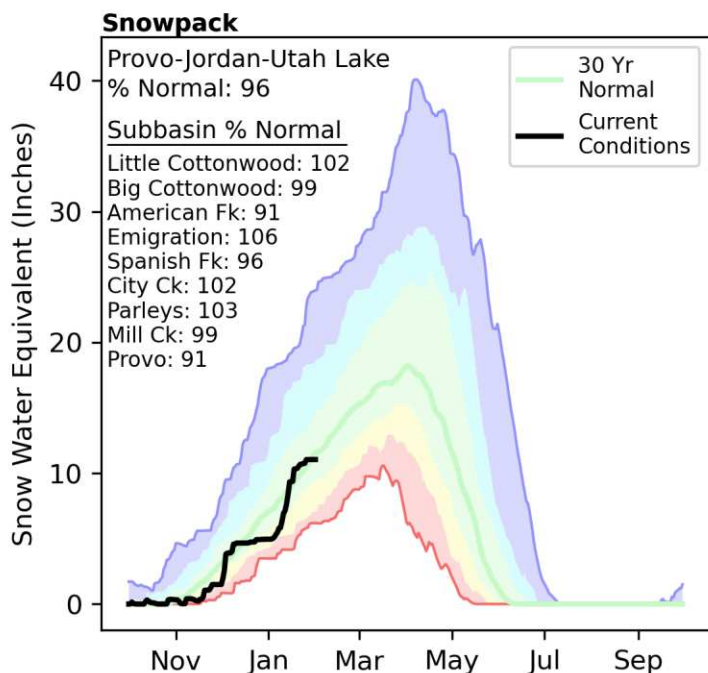 Snowpack
Provo-Jordan-Utah Lake
% Normal: 96
Subbasin % Normal
Little Cottonwood: 102
Big Cottonwood: 99
American Fk: 91
Emigration: 106
Spanish Fk: 96
City Ck: 102
Parleys: 103
Mill Ck: 99
Provo: 91
30 Yr
Normal
Current
Conditions
Snow Water Equivalent (Inches)
40
30
20
10
0
Nov Jan Mar May Jul Sep